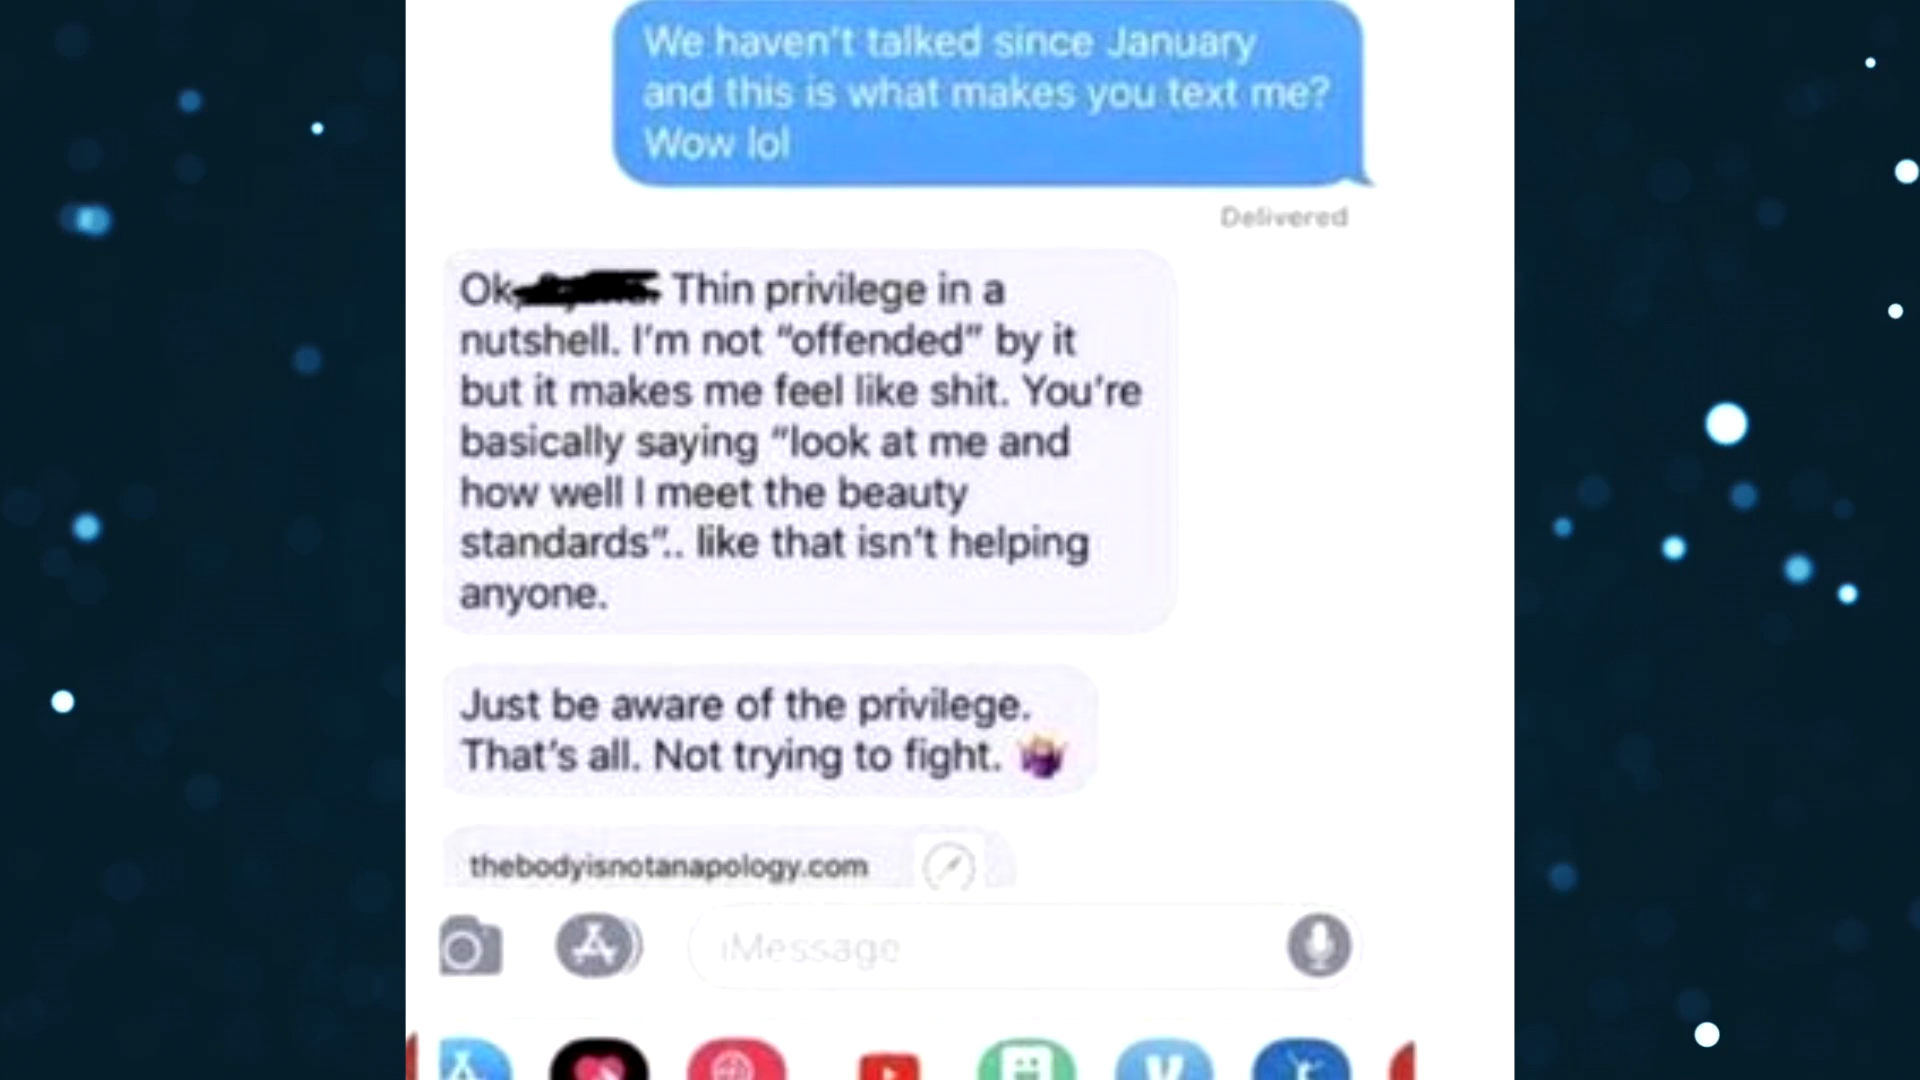 We haven't talked since January
and this is what makes you text me?
Wow lol
Delivered
Ok, Thin privilege in a
nutshell. I'm not “offended” by it
but it makes me feel like shit. You're
basically saying “look at me and
how well I meet the beauty
standards”.. like that isn't helping
anyone.
Just be aware of the privilege.
That's all. Not trying to fight.
thebodyisnotanapology.com
iMessage